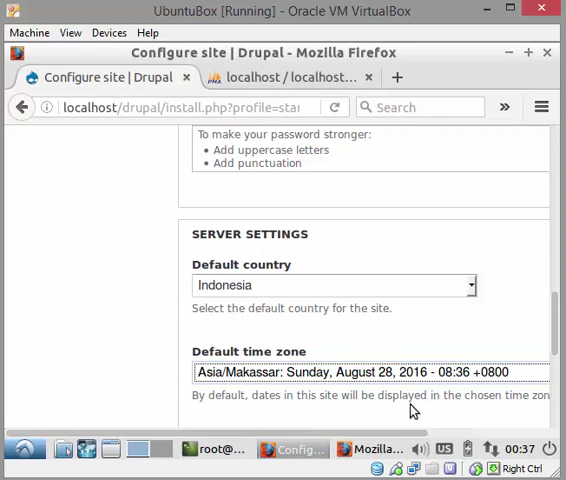 UbuntuBox [Running] - Oracle VM VirtualBox
Machine View Devices Help
Configure site | Drupal - Mozilla Firefox
Configure site | Drupal
localhost / localhost...
localhost/drupal/install.php?profile=star
Search
To make your password stronger:
Add uppercase letters
Add punctuation
SERVER SETTINGS
Default country
Indonesia
Select the default country for the site.
Default time zone
Asia/Makassar: Sunday, August 28, 2016 - 08:36 +0800
By default, dates in this site will be displayed in the chosen time zon
root@...
Config...
Mozilla...
US
00:37
Right Ctrl